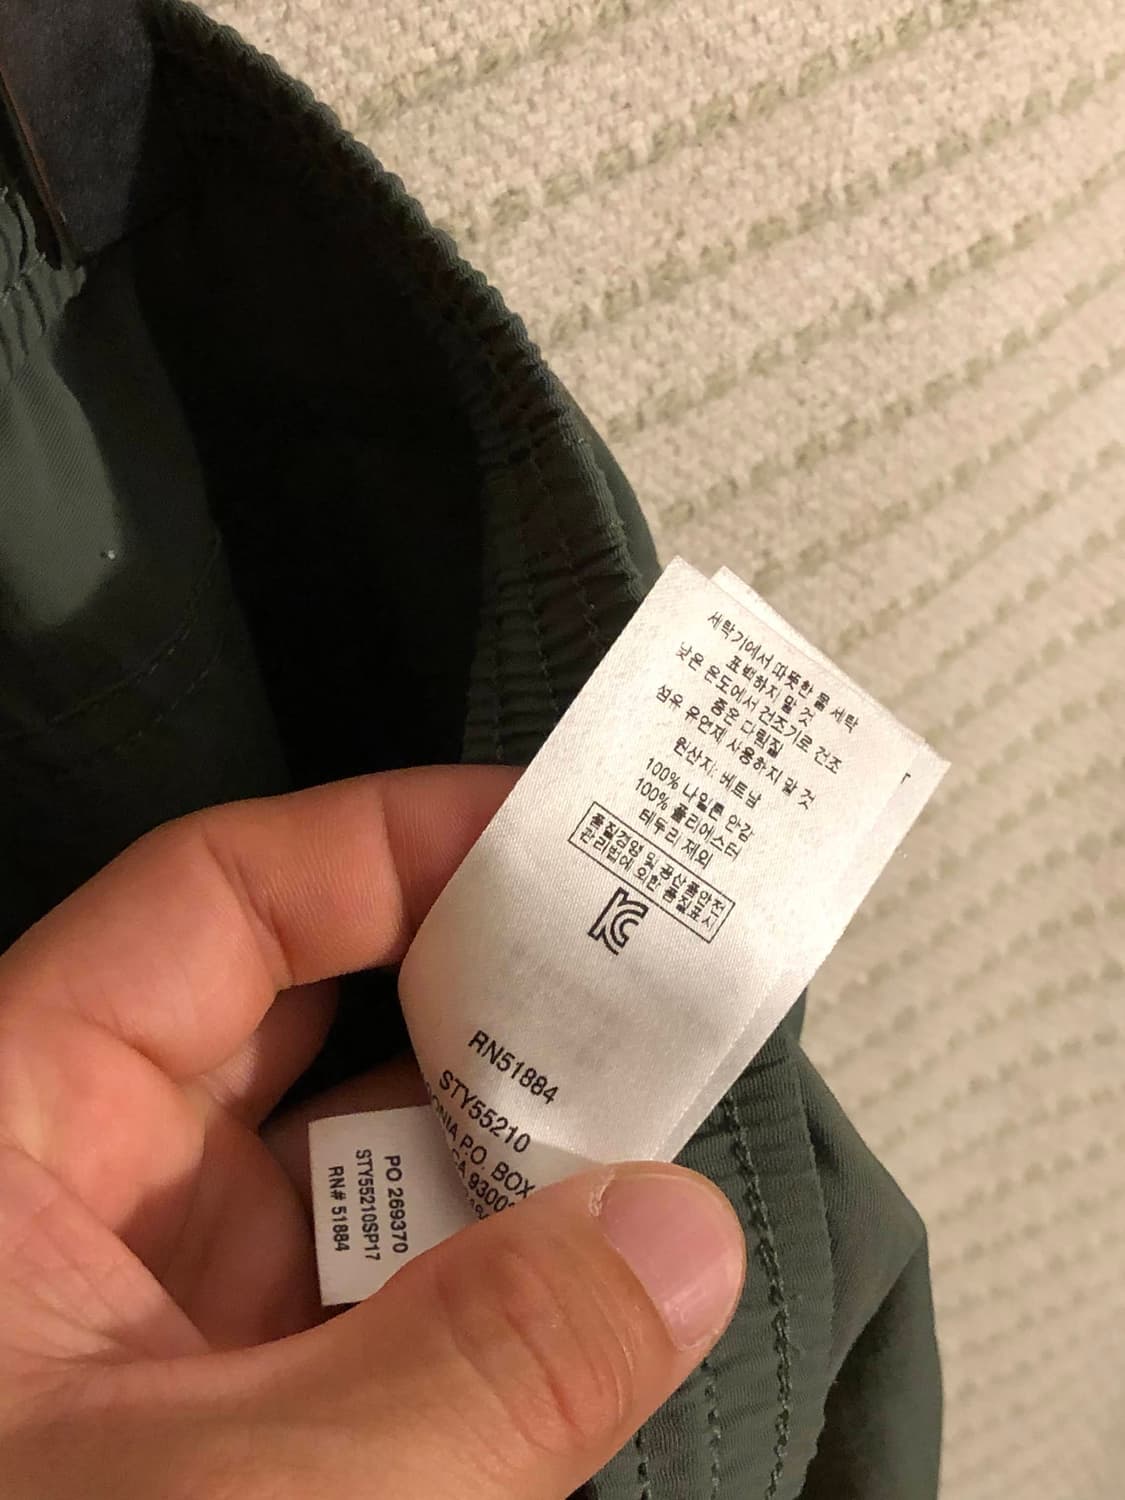 세탁기에서 따뜻한 물 세탁
표백하지 말 것
낮은 온도에서 건조기로 건조
중온 다림질
섬유 유연제 사용하지 말 것
원산지: 베트남
100% 나일론 안감
100% 폴리에스터
테두리 제외
품질경영 및 공산품안전
관리법에 의한 품질표시
RN51884
STY55210
PO. BOX
CA
PO 269370
STY55210SP17
RN# 51884